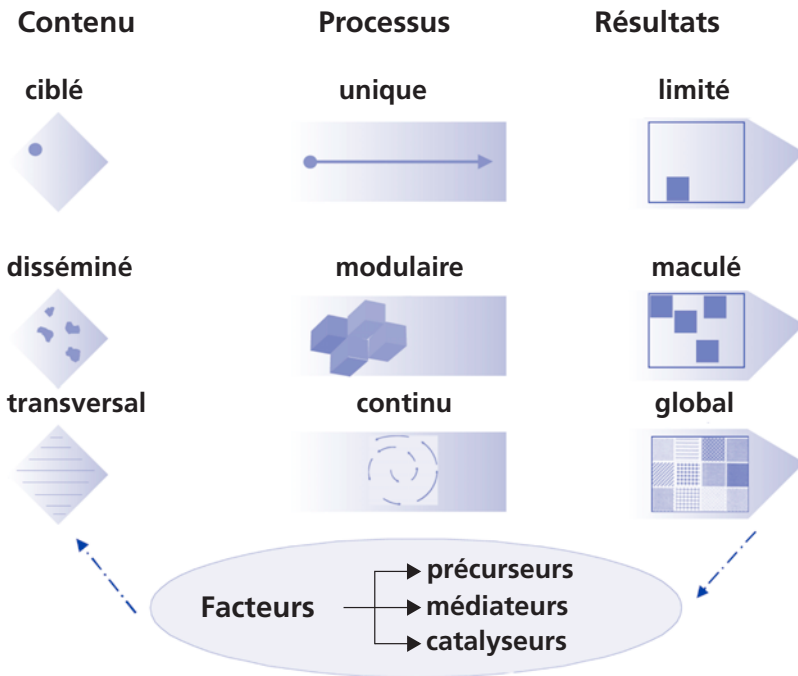 Contenu Processus Résultats
ciblé unique limité
disséminé modulaire maculé
transversal continu global
précurseurs
Facteurs médiateurs
catalyseurs